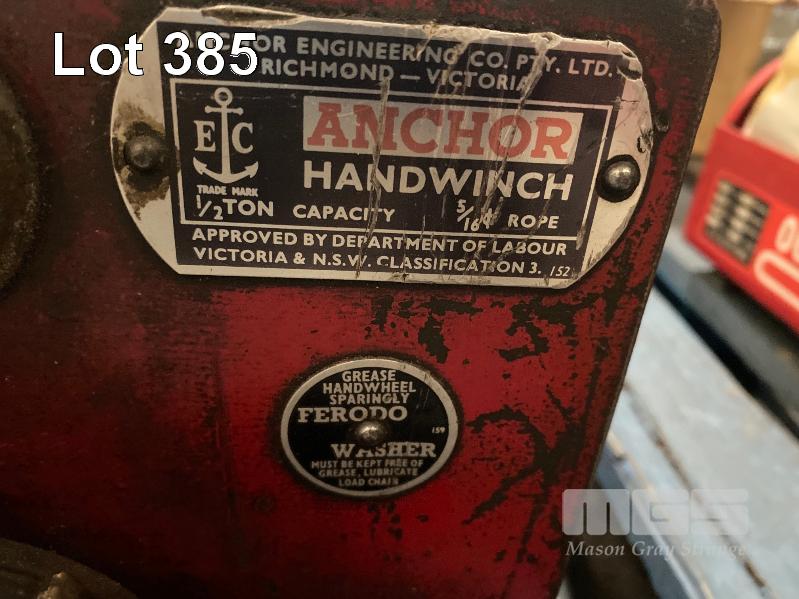 Lot 385
ANCHOR ENGINEERING CO. PTY. LTD.
RICHMOND — VICTORIA
E C
TRADE MARK
ANCHOR
HANDWINCH
1/2 TON CAPACITY 5/16 ROPE
APPROVED BY DEPARTMENT OF LABOUR
VICTORIA & N.S.W. CLASSIFICATION 3. 152
GREASE
HANDWHEEL
SPARINGLY
FERODO
159
WASHER
MUST BE KEPT FREE OF
GREASE, LUBRICATE
LOAD CHAIN
MGS
Mason Gray Strange